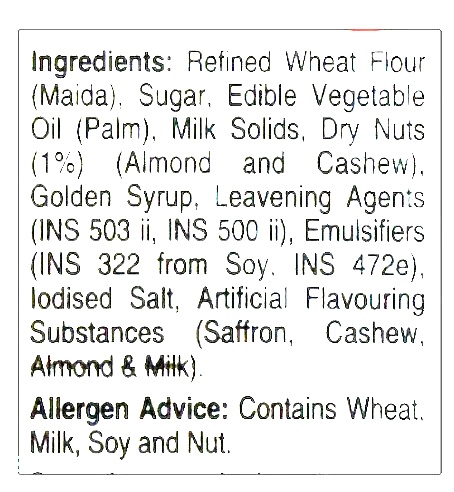 Ingredients: Refined Wheat Flour
(Maida), Sugar, Edible Vegetable
Oil (Palm), Milk Solids, Dry Nuts
(1%) (Almond and Cashew),
Golden Syrup, Leavening Agents
(INS 503 ii, INS 500 ii), Emulsifiers
(INS 322 from Soy, INS 472e),
Iodised Salt, Artificial Flavouring
Substances (Saffron, Cashew,
Almond & Milk).
Allergen Advice: Contains Wheat,
Milk, Soy and Nut.